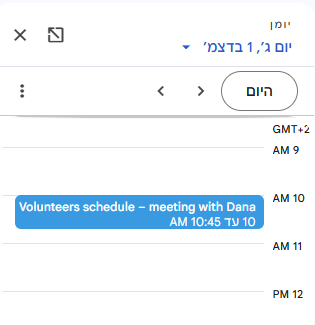 יומן
יום ג׳, 1 בדצמ׳
היום
GMT+2
9 AM
10 AM
Volunteers schedule – meeting with Dana
10 עד 10:45 AM
11 AM
12 PM